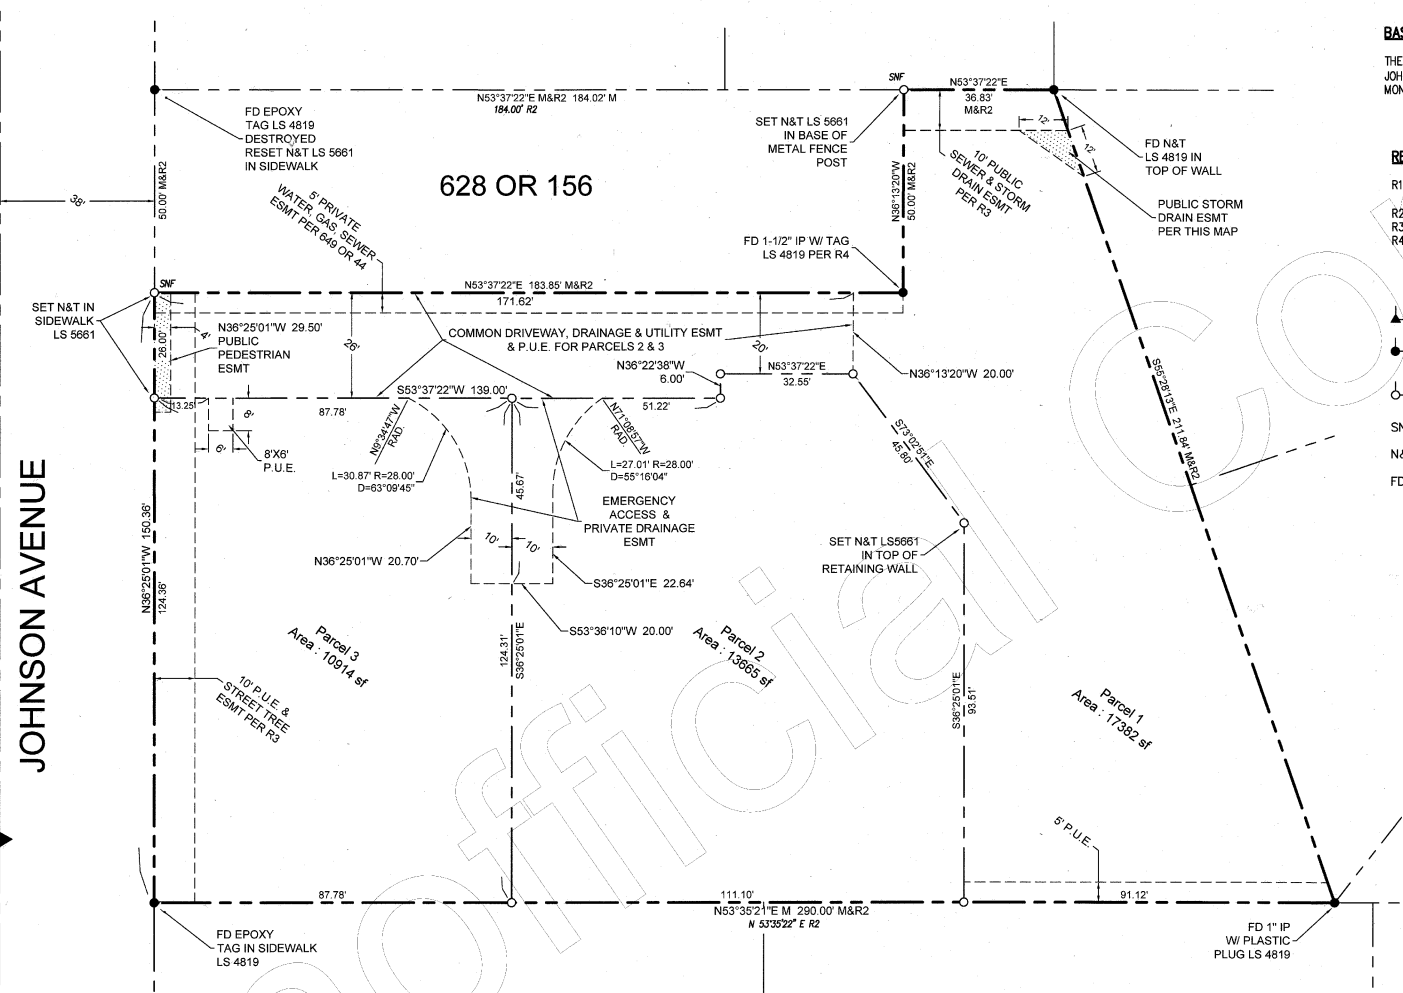 BAS
THE
JOH
MON
SNF
N53°37'22"E
36.83'
M&R2
N53°37'22"E M&R2 184.02' M
184.00' R2
FD EPOXY
TAG LS 4819
DESTROYED
RESET N&T LS 5661
IN SIDEWALK
SET N&T LS 5661
IN BASE OF
METAL FENCE
POST
12'
12'
FD N&T
LS 4819 IN
TOP OF WALL
50.00' M&R2
38'
628 OR 156
N36°13'20"W
50.00' M&R2
10' PUBLIC
SEWER & STORM
DRAIN ESMT
PER R3
PUBLIC STORM
DRAIN ESMT
PER THIS MAP
RE
R1
R2
R3
R4
5' PRIVATE
WATER, GAS, SEWER
ESMT PER 649 OR 44
FD 1-1/2" IP W/ TAG
LS 4819 PER R4
SNF
N53°37'22"E 183.85' M&R2
171.62'
SET N&T IN
SIDEWALK
LS 5661
26.00'
4'
N36°25'01"W 29.50'
PUBLIC
PEDESTRIAN
ESMT
26'
COMMON DRIVEWAY, DRAINAGE & UTILITY ESMT
& P.U.E. FOR PARCELS 2 & 3
20'
N36°22'38"W
6.00'
N53°37'22"E
32.55'
N36°13'20"W 20.00'
S53°37'22"W 139.00'
13.25'
87.78'
51.22'
8'
6'
8'X6'
P.U.E.
N9°34'47"W
RAD.
N71°08'57"W
RAD.
L=30.87' R=28.00'
D=63°09'45"
L=27.01' R=28.00'
D=55°16'04"
45.67'
S73°02'51"E
45.80'
S55°28'13"E 211.84' M&R2
SN
N&
FD
EMERGENCY
ACCESS &
PRIVATE DRAINAGE
ESMT
10'
10'
N36°25'01"W 20.70'
S36°25'01"E 22.64'
S53°36'10"W 20.00'
SET N&T LS5661
IN TOP OF
RETAINING WALL
JOHNSON AVENUE
N36°25'01"W 150.36'
124.36'
Parcel 3
Area : 10914 sf
124.31'
S36°25'01"E
Parcel 2
Area : 13665 sf
S36°25'01"E
93.51'
Parcel 1
Area : 17382 sf
10' P.U.E. &
STREET TREE
ESMT PER R3
5' P.U.E.
87.78'
111.10'
91.12'
N53°35'21"E M 290.00' M&R2
N 53°35'22" E R2
FD EPOXY
TAG IN SIDEWALK
LS 4819
FD 1" IP
W/ PLASTIC
PLUG LS 4819
official Co